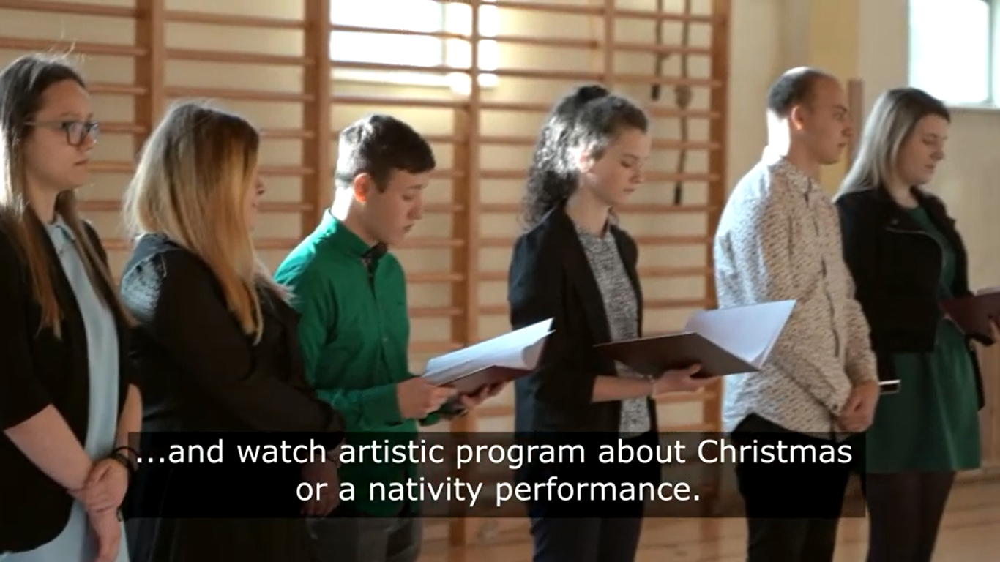 ...and watch artistic program about Christmas
or a nativity performance.